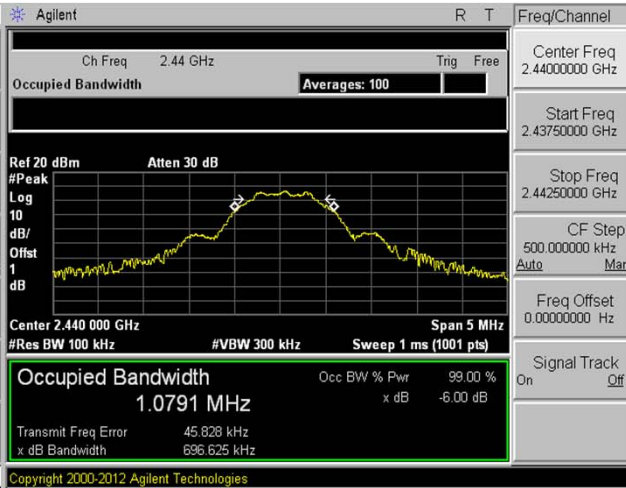 Agilent R T Freq/Channel
Ch Freq 2.44 GHz Trig Free
Occupied Bandwidth Averages: 100
Center Freq
2.44000000 GHz
Start Freq
2.43750000 GHz
Stop Freq
2.44250000 GHz
CF Step
500.000000 kHz
Auto Man
Freq Offset
0.00000000 Hz
Signal Track
On Off
Ref 20 dBm Atten 30 dB
#Peak
Log
10
dB/
Offst
1
dB
Center 2.440 000 GHz Span 5 MHz
#Res BW 100 kHz #VBW 300 kHz Sweep 1 ms (1001 pts)
Occupied Bandwidth Occ BW % Pwr 99.00 %
1.0791 MHz x dB -6.00 dB
Transmit Freq Error 45.828 kHz
x dB Bandwidth 696.625 kHz
Copyright 2000-2012 Agilent Technologies